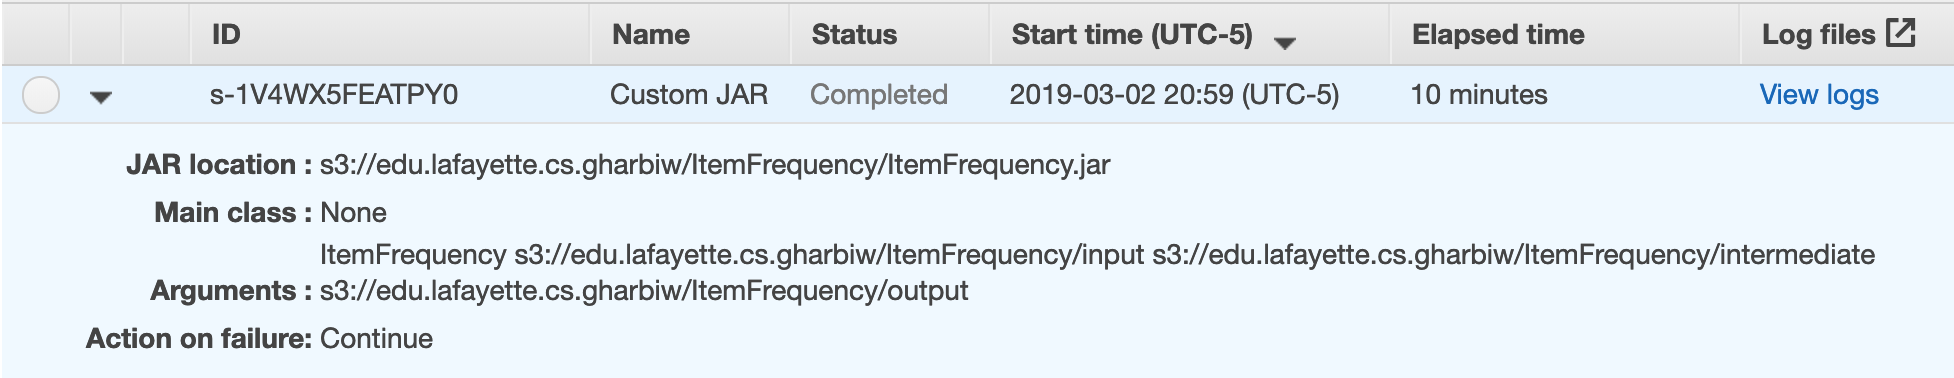 ID Name Status Start time (UTC-5) Elapsed time Log files
s-1V4WX5FEATPY0 Custom JAR Completed 2019-03-02 20:59 (UTC-5) 10 minutes View logs
JAR location : s3://edu.lafayette.cs.gharbiw/ItemFrequency/ItemFrequency.jar
Main class : None
ItemFrequency s3://edu.lafayette.cs.gharbiw/ItemFrequency/input s3://edu.lafayette.cs.gharbiw/ItemFrequency/intermediate
Arguments : s3://edu.lafayette.cs.gharbiw/ItemFrequency/output
Action on failure: Continue